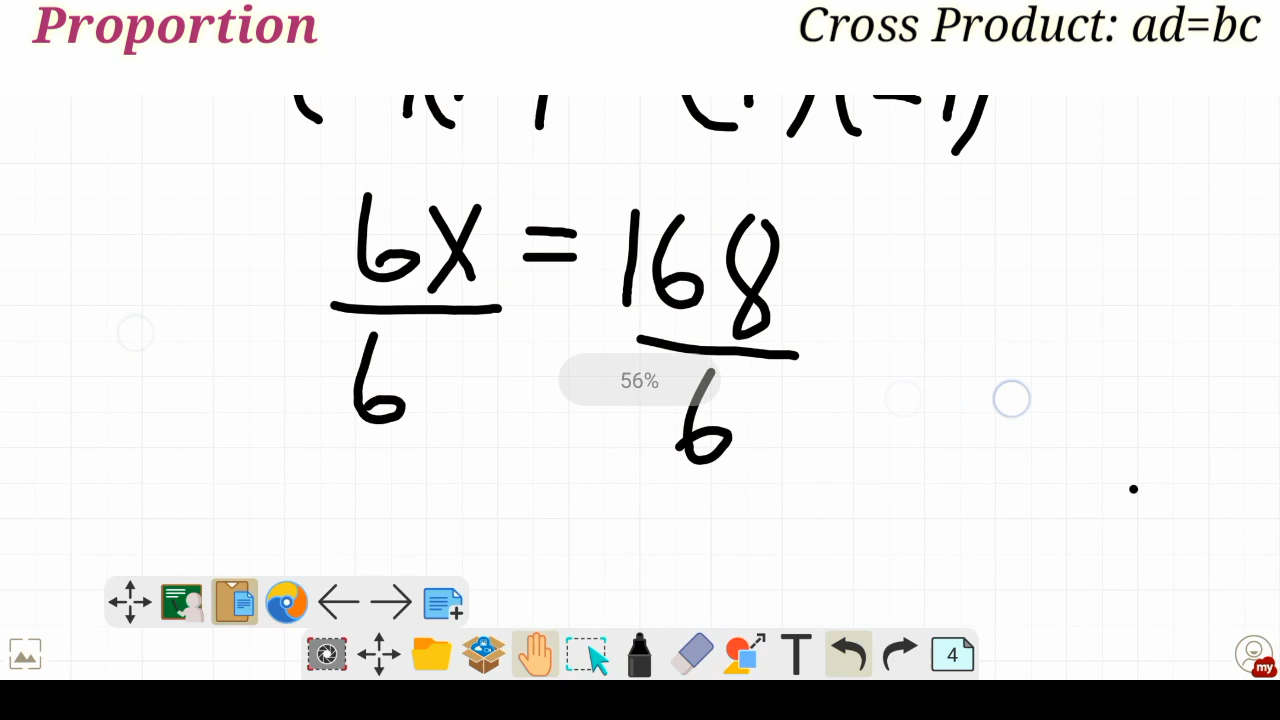 Proportion
Cross Product: ad=bc
6x = 168
6 6
56%
4
my